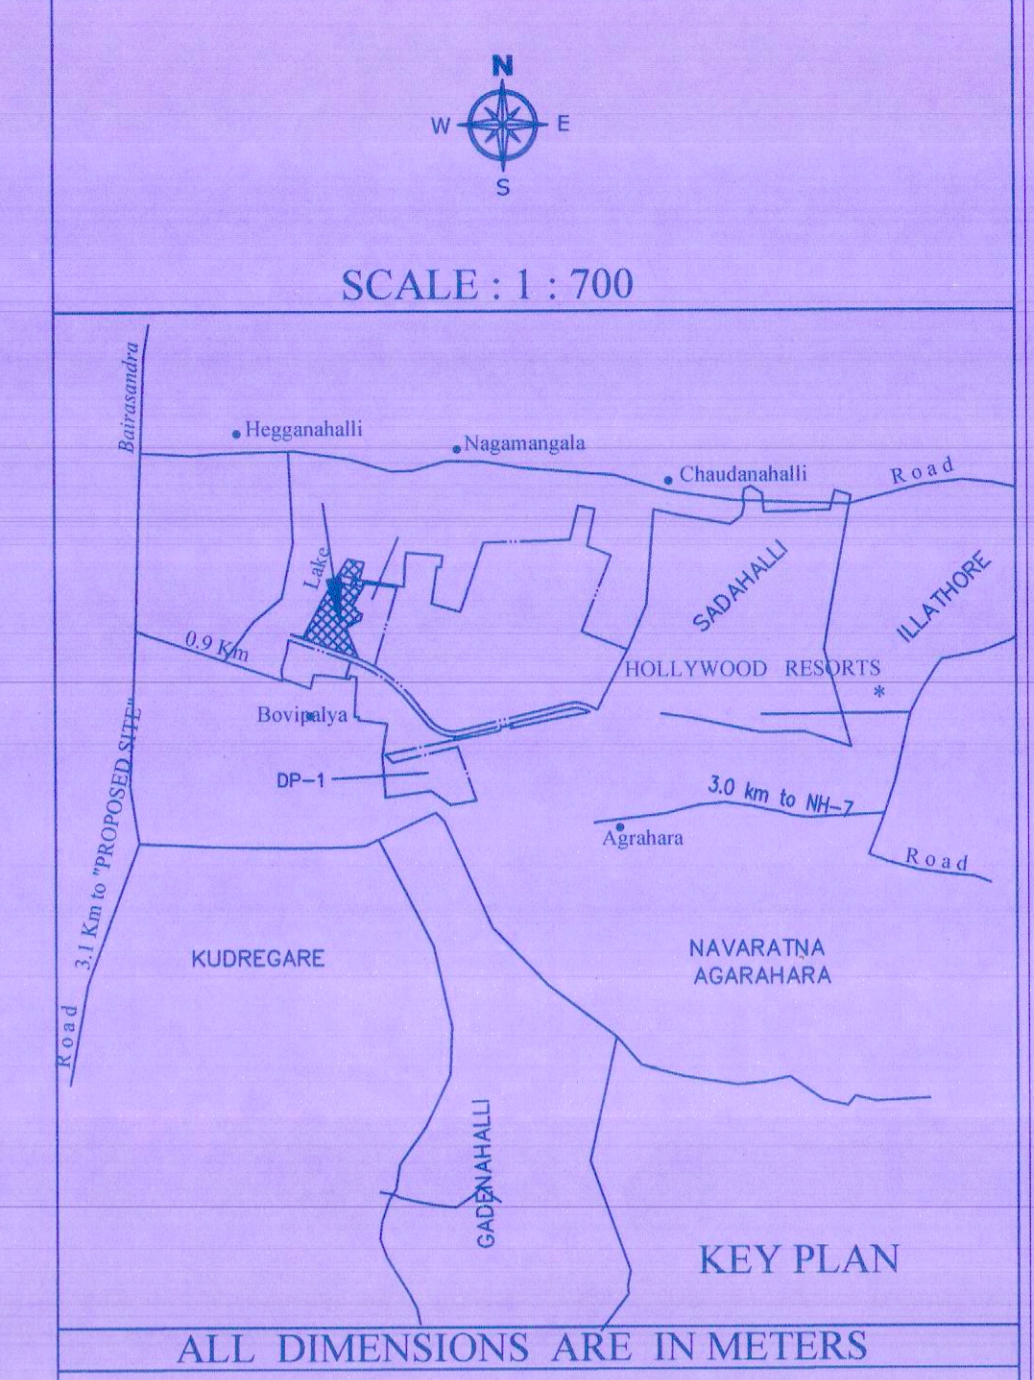 N
W E
S
SCALE : 1 : 700
Bairasandra
Hegganahalli
Nagamangala
Chaudanahalli
Road
Lake
SADAHALLI
ILLATHORE
0.9 Km
HOLLYWOOD RESORTS
*
Bovipalya
3.1 Km to "PROPOSED SITE"
DP-1
3.0 km to NH-7
Agrahara
Road
KUDREGARE
NAVARATNA
AGARAHARA
Road
GADENAHALLI
KEY PLAN
ALL DIMENSIONS ARE IN METERS